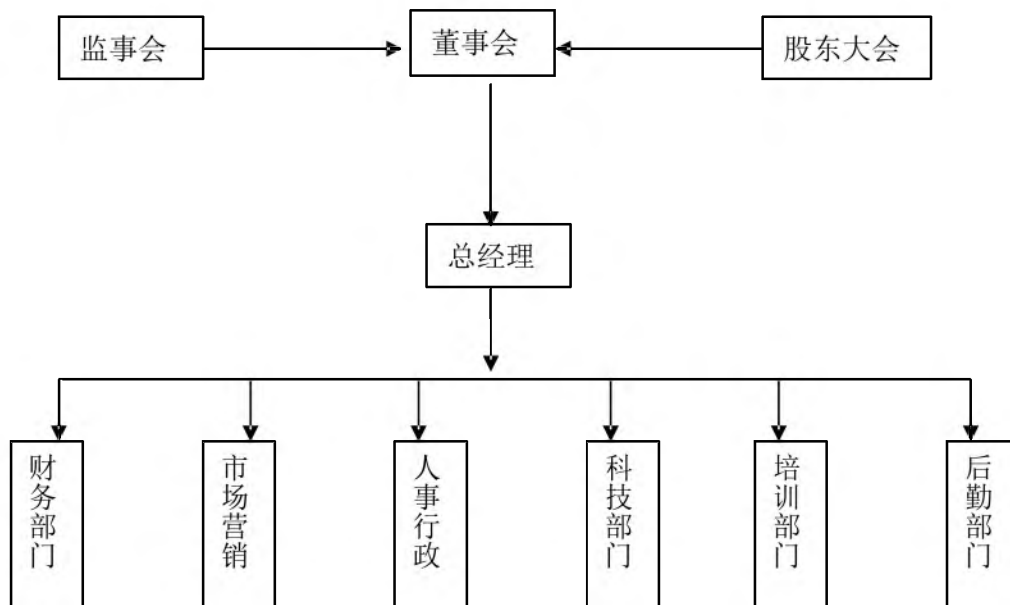 监事会
董事会
股东大会
总经理
财务部门
市场营销
人事行政
科技部门
培训部门
后勤部门